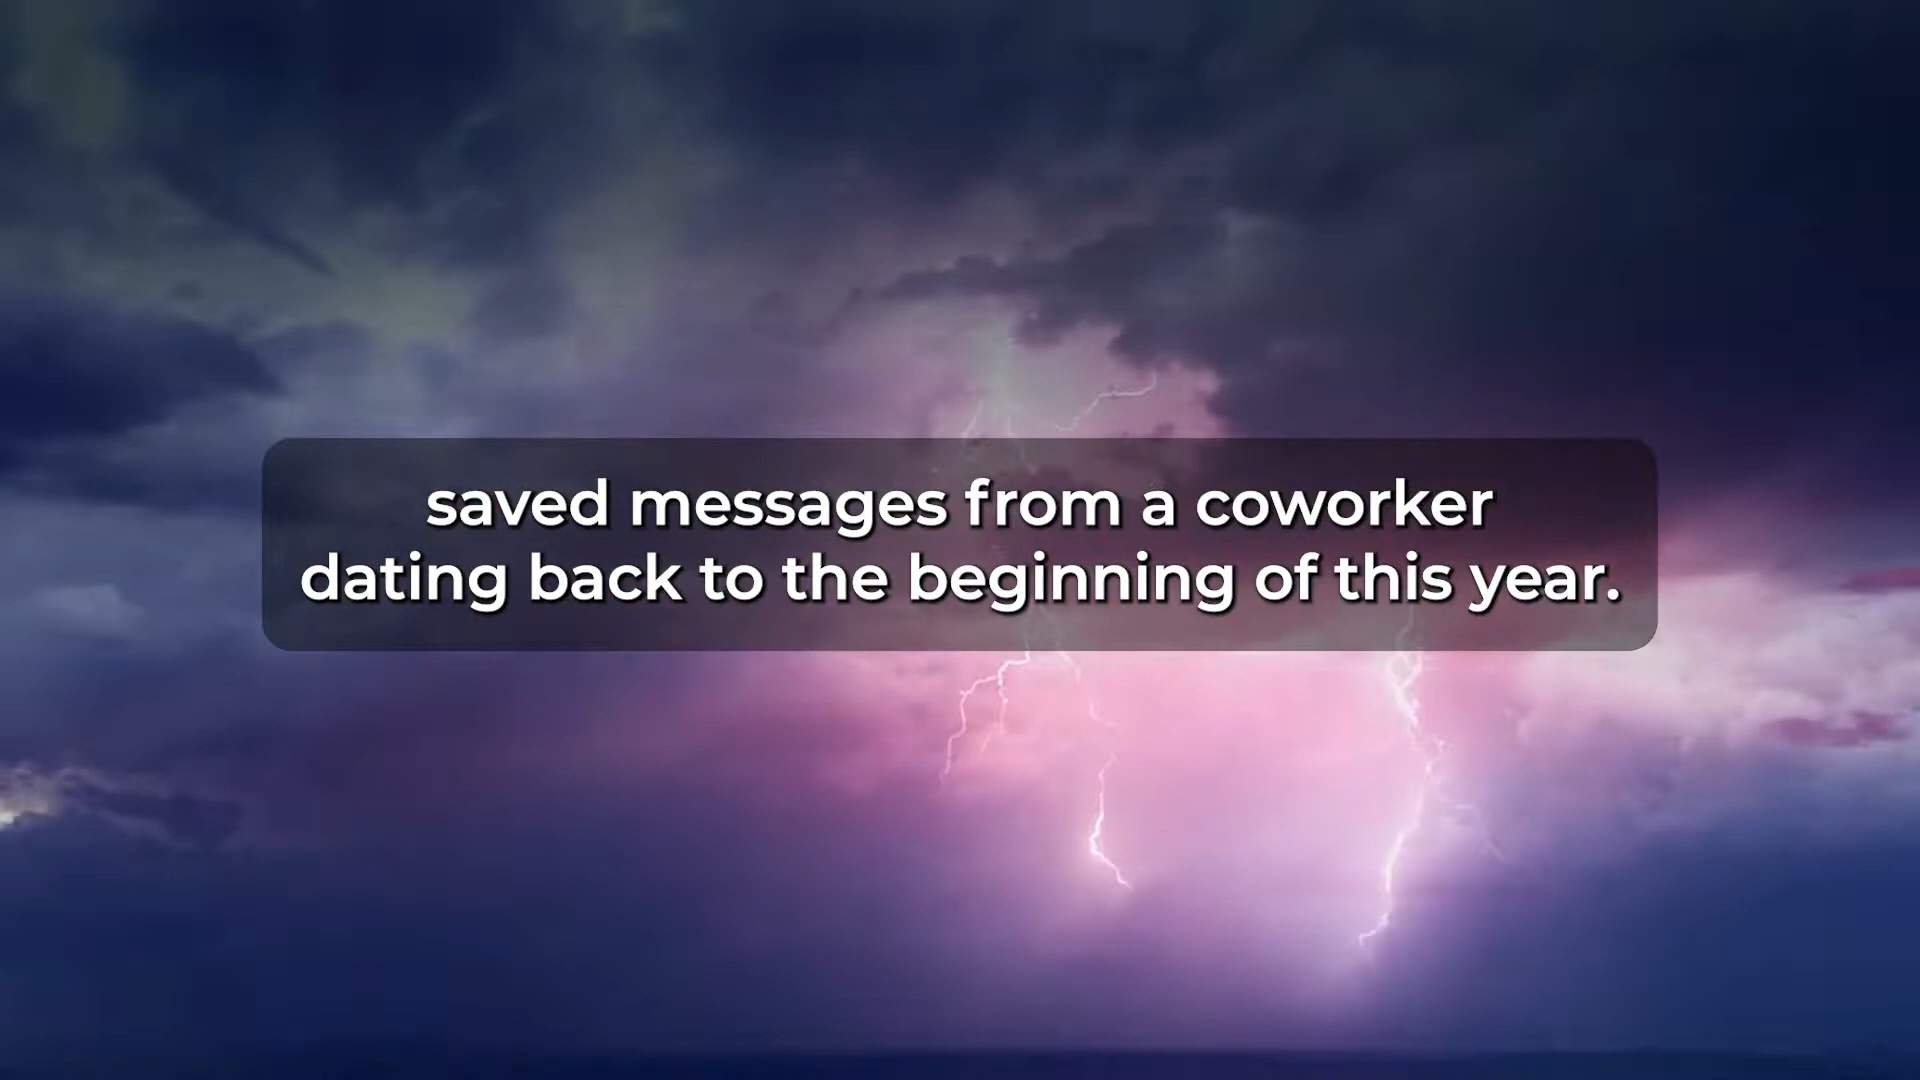 saved messages from a coworker
dating back to the beginning of this year.